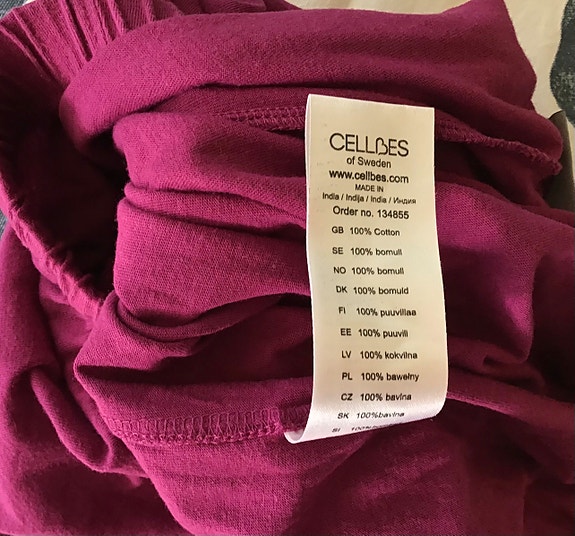 CELLBES
of Sweden
www.cellbes.com
MADE IN
India / Indija / India / Индия
Order no. 134855
GB 100% Cotton
SE 100% bomull
NO 100% bomull
DK 100% bomuld
FI 100% puuvillaa
EE 100% puuvill
LV 100% kokvilna
PL 100% bawełny
CZ 100% bavlna
SK 100%bavlna
SI 100%